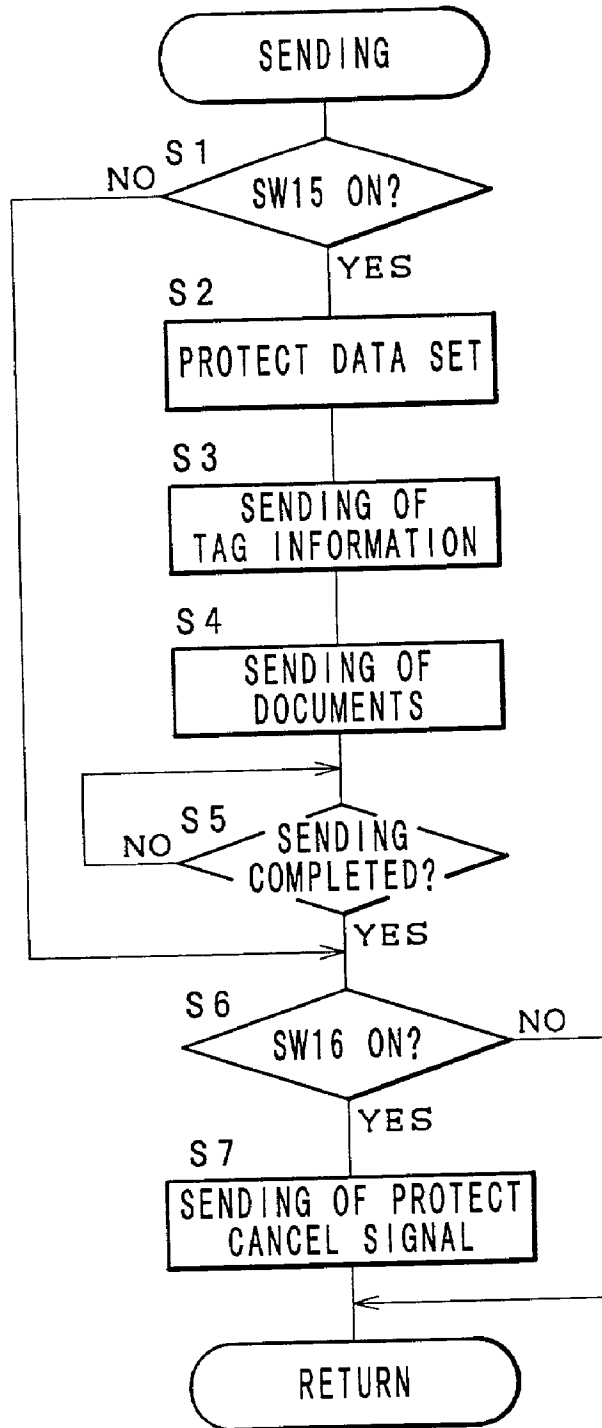 SENDING
S1
NO
SW15 ON?
YES
S2
PROTECT DATA SET
S3
SENDING OF
TAG INFORMATION
S4
SENDING OF
DOCUMENTS
S5
NO
SENDING
COMPLETED?
YES
S6
SW16 ON?
NO
YES
S7
SENDING OF PROTECT
CANCEL SIGNAL
RETURN